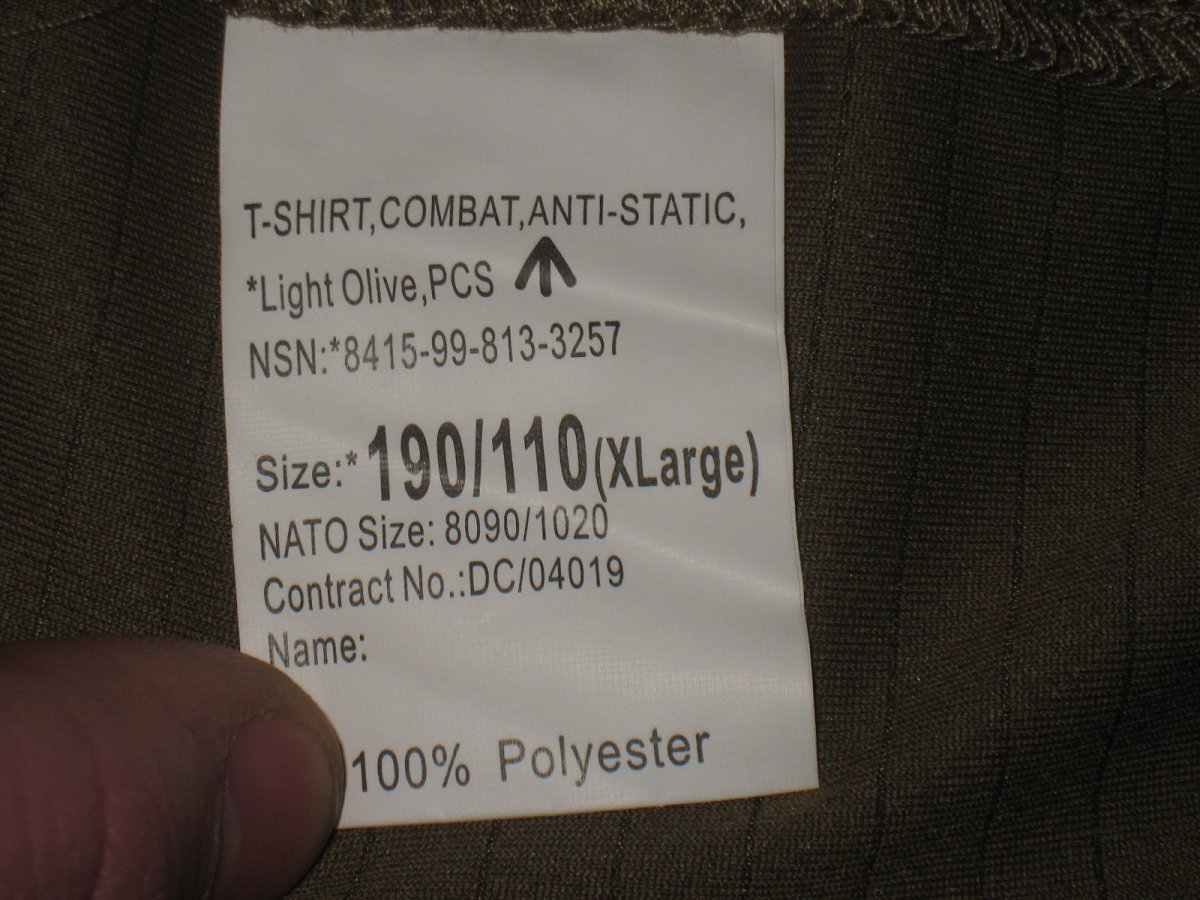 T-SHIRT,COMBAT,ANTI-STATIC,
*Light Olive,PCS
NSN:*8415-99-813-3257
Size:*190/110(XLarge)
NATO Size: 8090/1020
Contract No.:DC/04019
Name:
100% Polyester